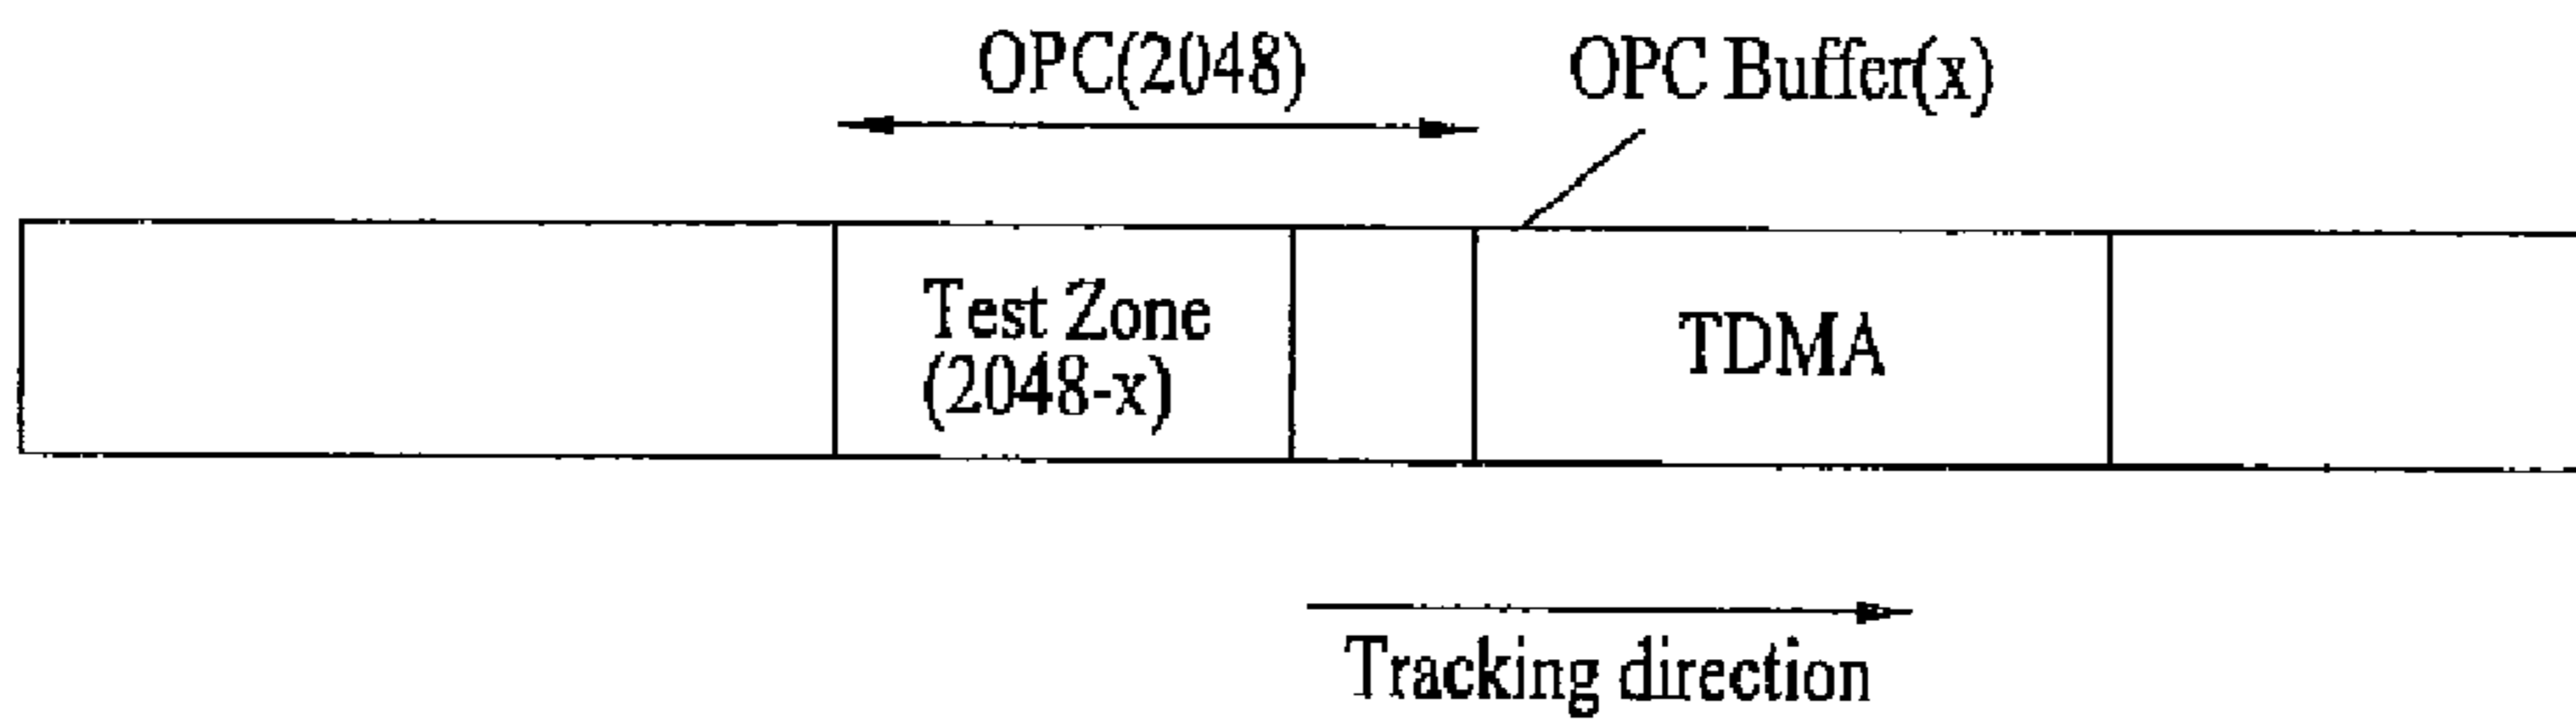 OPC(2048)
OPC Buffer(x)
Test Zone
(2048-x)
TDMA
Tracking direction